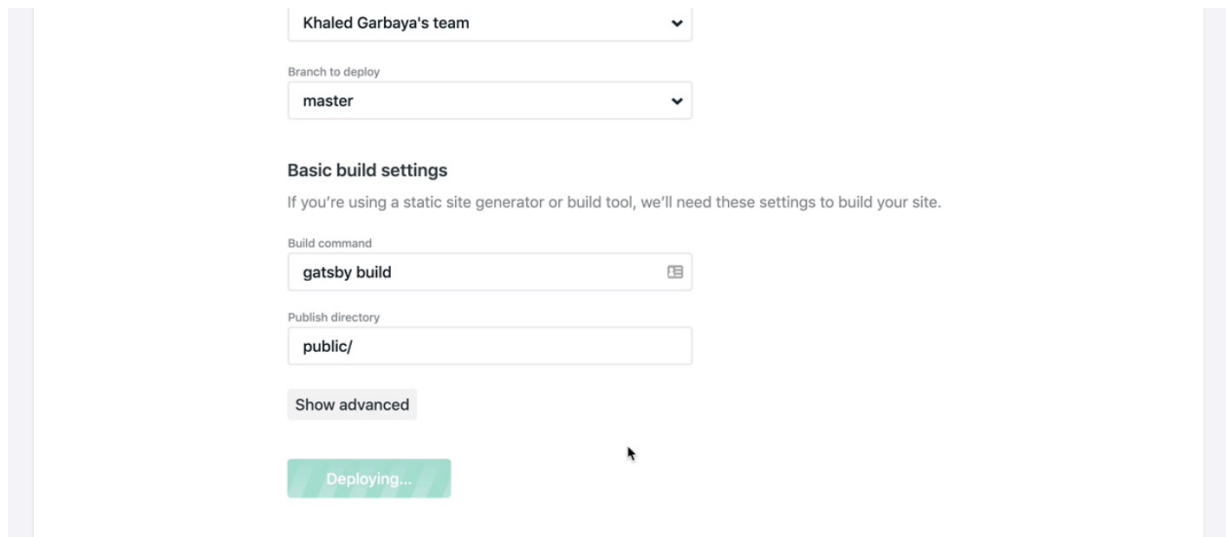 Khaled Garbaya's team
Branch to deploy
master
Basic build settings
If you’re using a static site generator or build tool, we’ll need these settings to build your site.
Build command
gatsby build
Publish directory
public/
Show advanced
Deploying...